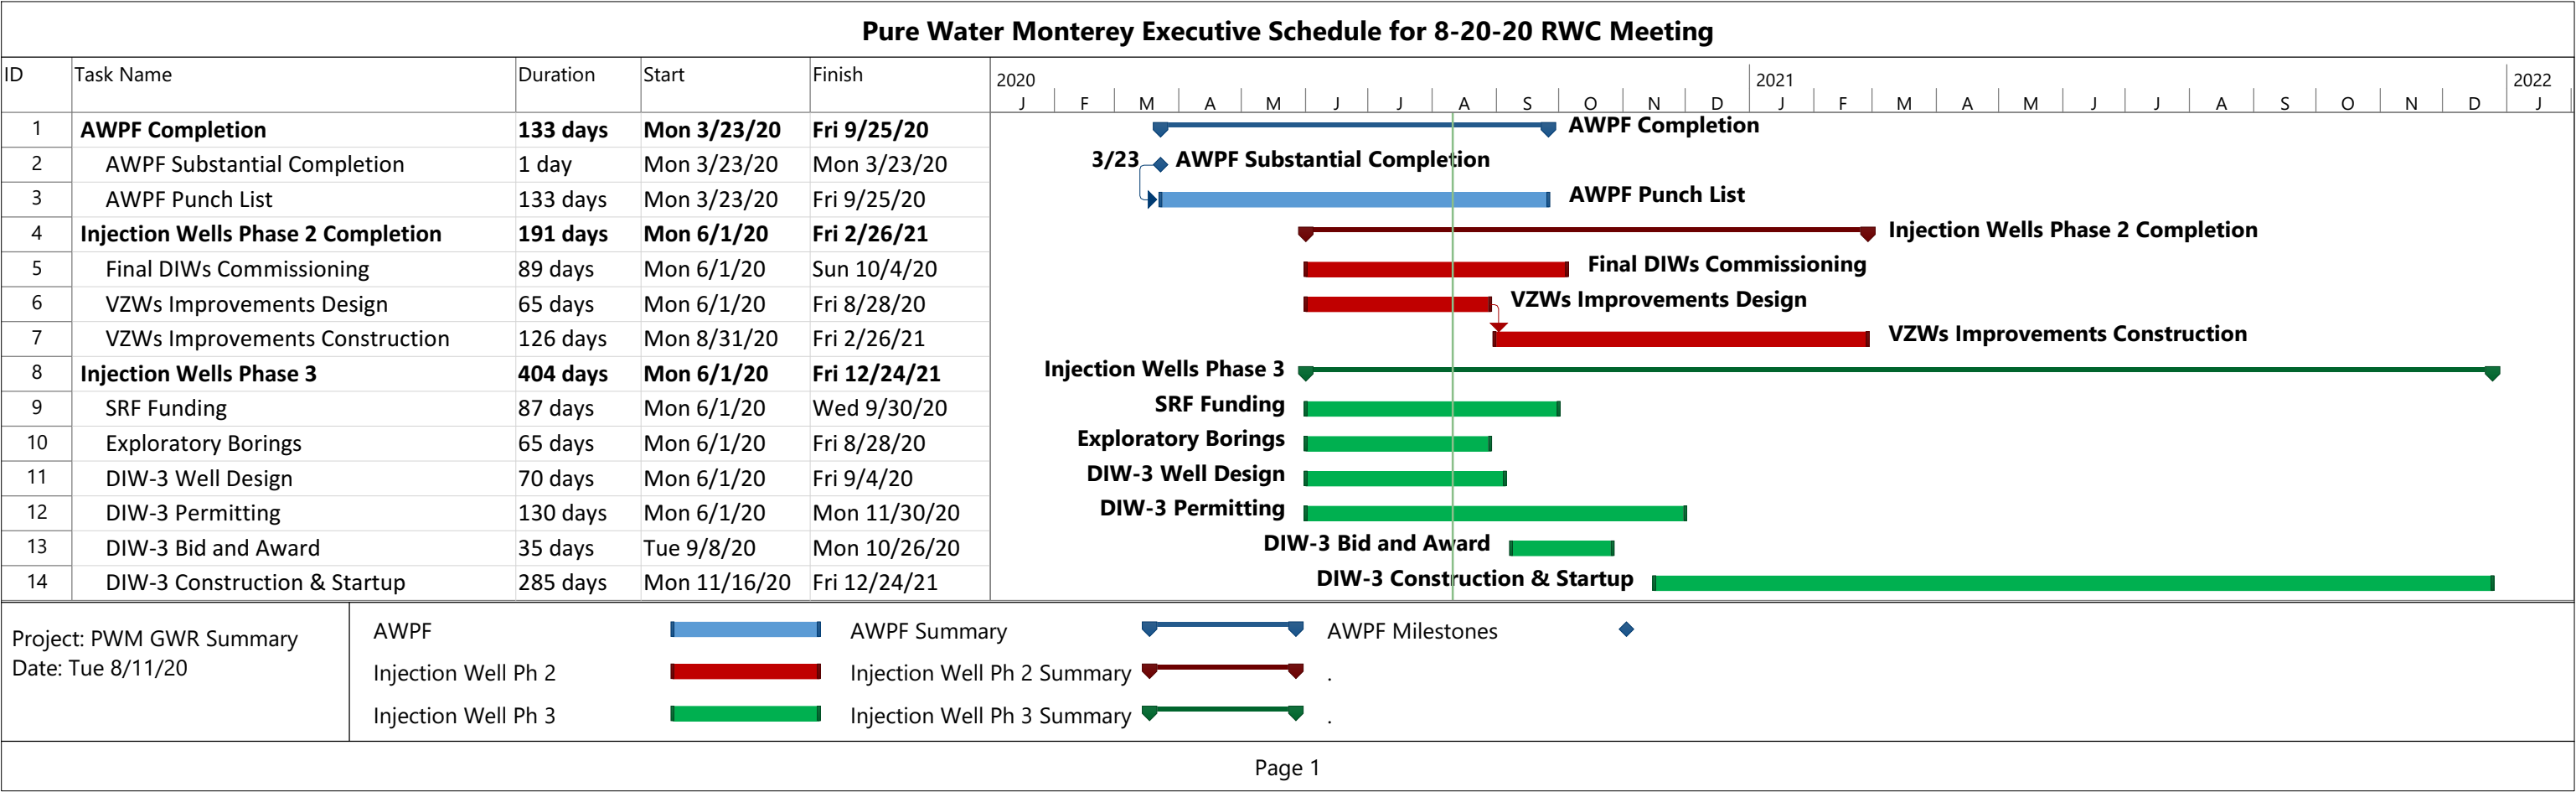 Pure Water Monterey Executive Schedule for 8-20-20 RWC Meeting
ID Task Name Duration Start Finish
2020 2021 2022
J F M A M J J A S O N D J F M A M J J A S O N D J
1 AWPF Completion 133 days Mon 3/23/20 Fri 9/25/20 AWPF Completion
2 AWPF Substantial Completion 1 day Mon 3/23/20 Mon 3/23/20 3/23 AWPF Substantial Completion
3 AWPF Punch List 133 days Mon 3/23/20 Fri 9/25/20 AWPF Punch List
4 Injection Wells Phase 2 Completion 191 days Mon 6/1/20 Fri 2/26/21 Injection Wells Phase 2 Completion
5 Final DIWs Commissioning 89 days Mon 6/1/20 Sun 10/4/20 Final DIWs Commissioning
6 VZWs Improvements Design 65 days Mon 6/1/20 Fri 8/28/20 VZWs Improvements Design
7 VZWs Improvements Construction 126 days Mon 8/31/20 Fri 2/26/21 VZWs Improvements Construction
8 Injection Wells Phase 3 404 days Mon 6/1/20 Fri 12/24/21 Injection Wells Phase 3
9 SRF Funding 87 days Mon 6/1/20 Wed 9/30/20 SRF Funding
10 Exploratory Borings 65 days Mon 6/1/20 Fri 8/28/20 Exploratory Borings
11 DIW-3 Well Design 70 days Mon 6/1/20 Fri 9/4/20 DIW-3 Well Design
12 DIW-3 Permitting 130 days Mon 6/1/20 Mon 11/30/20 DIW-3 Permitting
13 DIW-3 Bid and Award 35 days Tue 9/8/20 Mon 10/26/20 DIW-3 Bid and Award
14 DIW-3 Construction & Startup 285 days Mon 11/16/20 Fri 12/24/21 DIW-3 Construction & Startup
Project: PWM GWR Summary
Date: Tue 8/11/20
AWPF AWPF Summary AWPF Milestones
Injection Well Ph 2 Injection Well Ph 2 Summary .
Injection Well Ph 3 Injection Well Ph 3 Summary .
Page 1